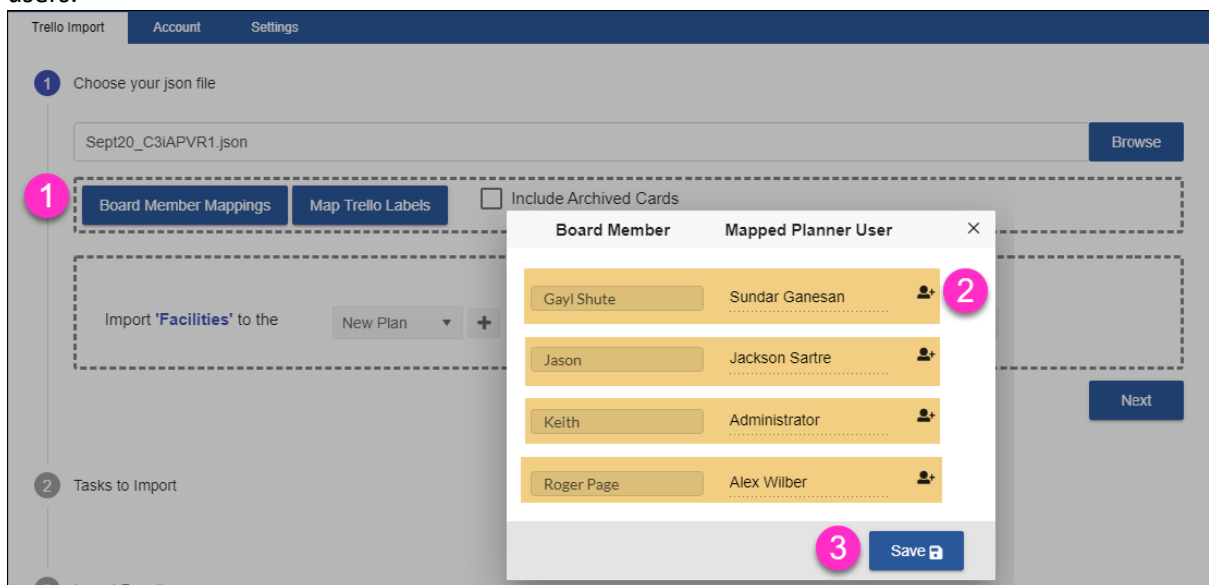 users.
Trello Import Account Settings
1 Choose your json file
Sept20_C3iAPVR1.json Browse
1 Board Member Mappings Map Trello Labels Include Archived Cards
Board Member Mapped Planner User ×
Gayl Shute Sundar Ganesan 2
Import 'Facilities' to the New Plan
Jason Jackson Sartre
Next
Keith Administrator
2 Tasks to Import
Roger Page Alex Wilber
3 Save